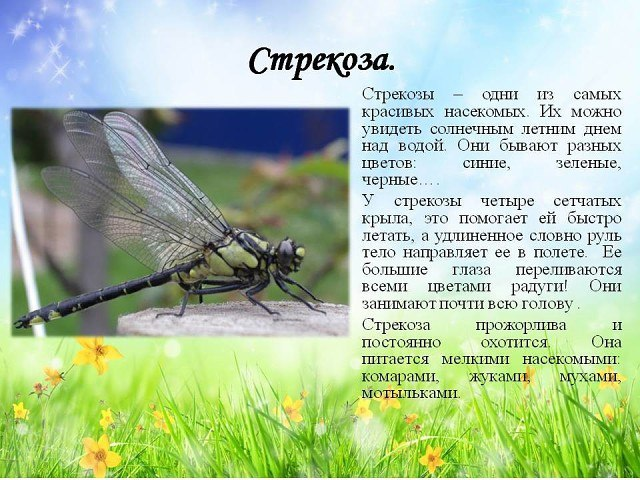 Стрекоза.
Стрекозы – одни из самых
красивых насекомых. Их можно
увидеть солнечным летним днем
над водой. Они бывают разных
цветов: синие, зеленые,
черные….
У стрекозы четыре сетчатых
крыла, это помогает ей быстро
летать, а удлиненное словно руль
тело направляет ее в полете. Ее
большие глаза переливаются
всеми цветами радуги! Они
занимают почти всю голову .
Стрекоза прожорлива и
постоянно охотится. Она
питается мелкими насекомыми:
комарами, жуками, мухами,
мотыльками.